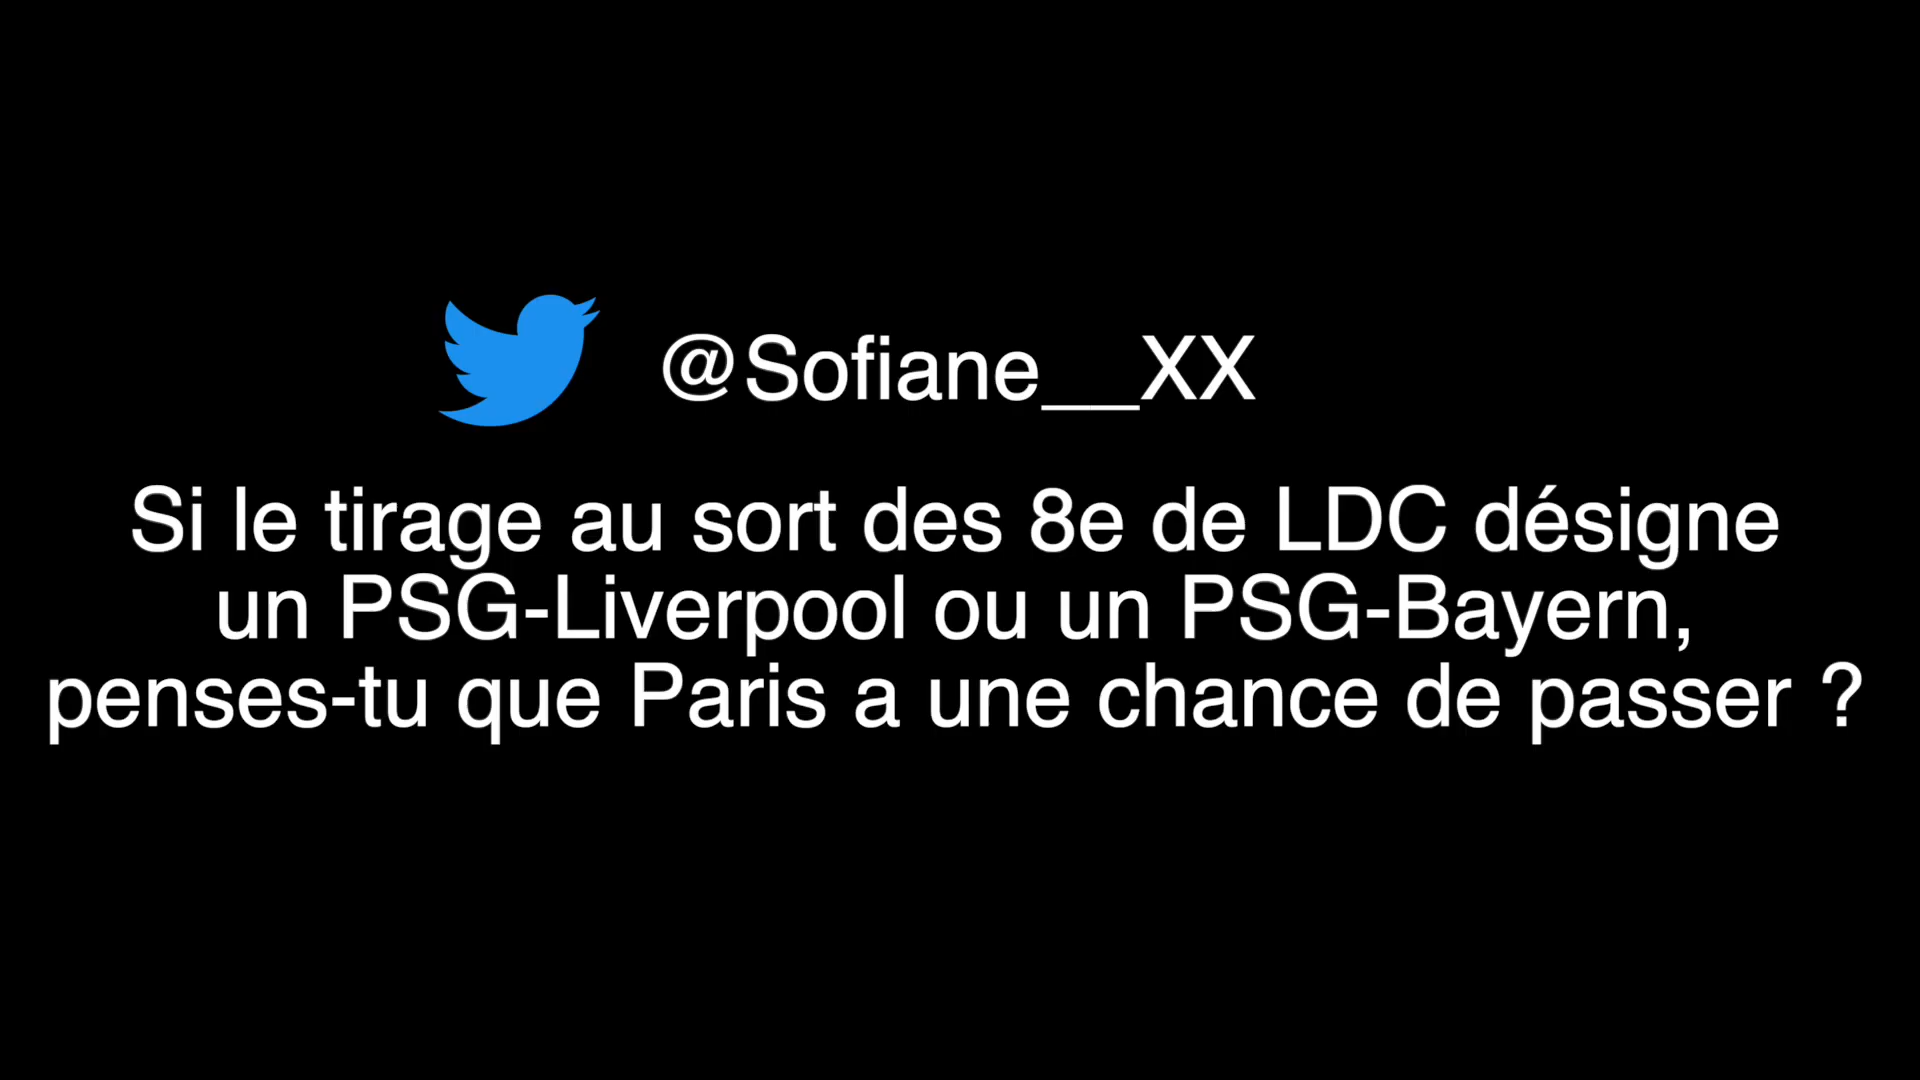 @Sofiane__XX
Si le tirage au sort des 8e de LDC désigne
un PSG-Liverpool ou un PSG-Bayern,
penses-tu que Paris a une chance de passer ?